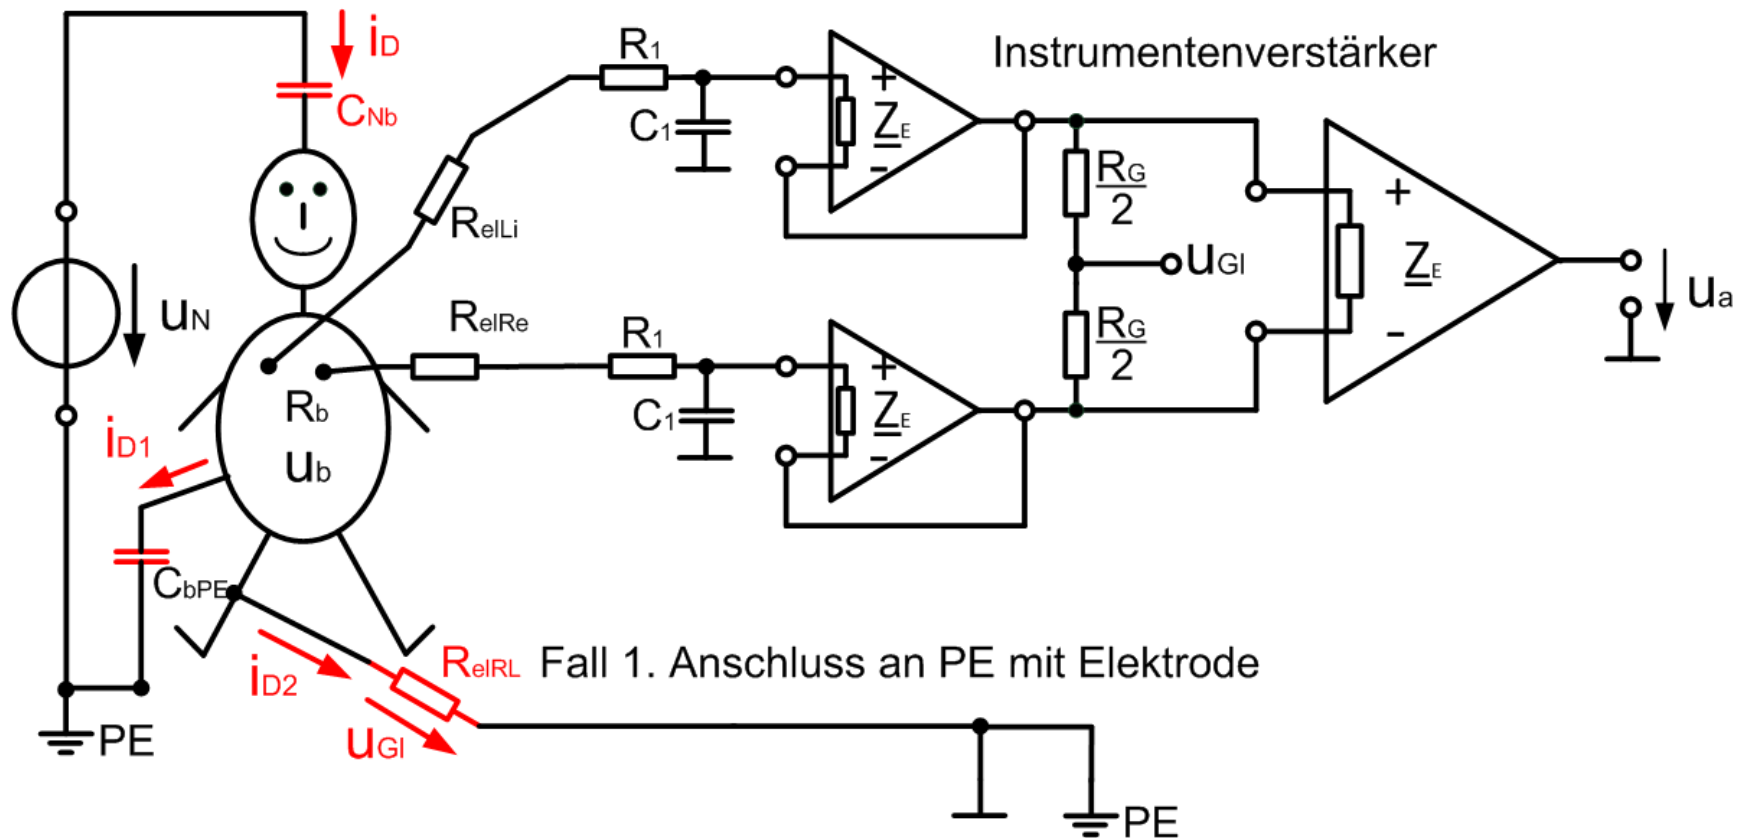 iD
CNb
R1
Instrumentenverstärker
+
ZE
-
C1
RelLi
RG
2
uGl
+
ZE
-
ua
uN
RelRe
R1
RG
2
+
ZE
-
C1
Rb
ub
iD1
CbPE
iD2
RelRL
Fall 1. Anschluss an PE mit Elektrode
uGl
PE
PE